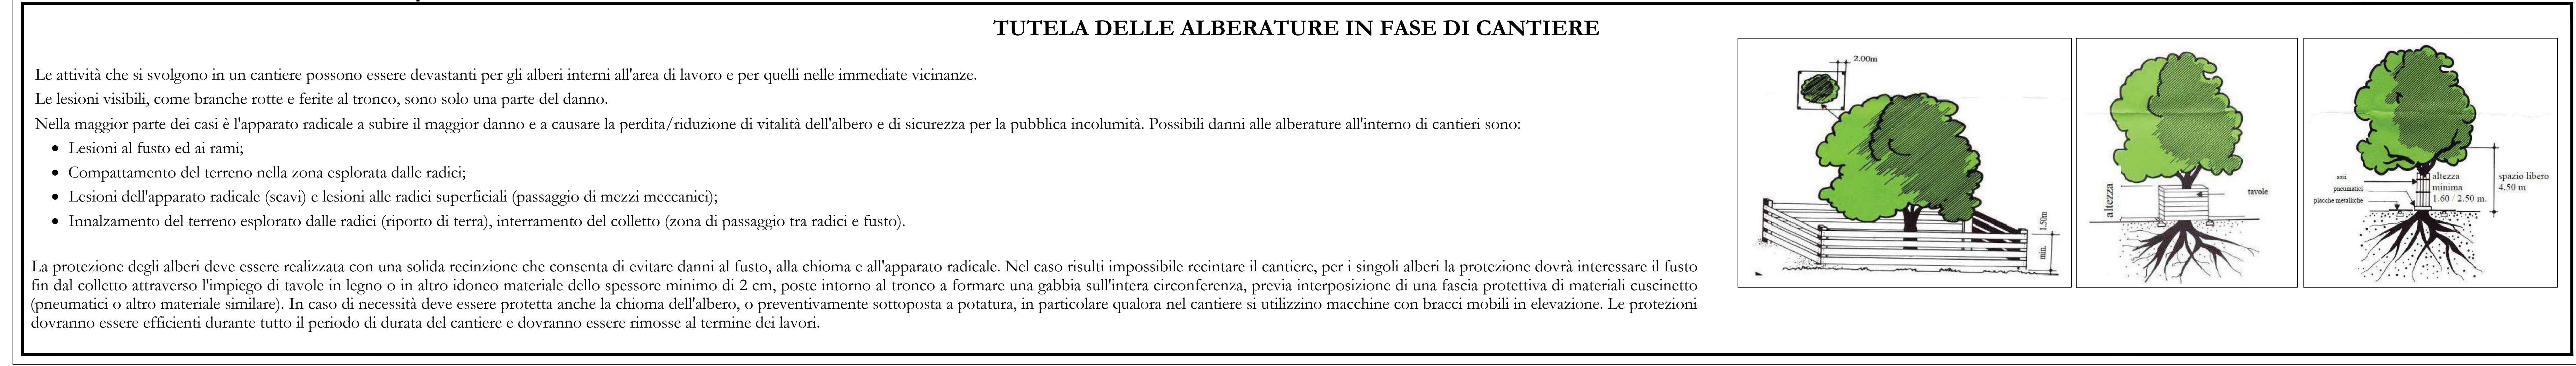 TUTELA DELLE ALBERATURE IN FASE DI CANTIERE
Le attività che si svolgono in un cantiere possono essere devastanti per gli alberi interni all'area di lavoro e per quelli nelle immediate vicinanze.
Le lesioni visibili, come branche rotte e ferite al tronco, sono solo una parte del danno.
Nella maggior parte dei casi è l'apparato radicale a subire il maggior danno e a causare la perdita/riduzione di vitalità dell'albero e di sicurezza per la pubblica incolumità. Possibili danni alle alberature all'interno di cantieri sono:
• Lesioni al fusto ed ai rami;
• Compattamento del terreno nella zona esplorata dalle radici;
• Lesioni dell'apparato radicale (scavi) e lesioni alle radici superficiali (passaggio di mezzi meccanici);
• Innalzamento del terreno esplorato dalle radici (riporto di terra), interramento del colletto (zona di passaggio tra radici e fusto).
La protezione degli alberi deve essere realizzata con una solida recinzione che consenta di evitare danni al fusto, alla chioma e all'apparato radicale. Nel caso risulti impossibile recintare il cantiere, per i singoli alberi la protezione dovrà interessare il fusto
fin dal colletto attraverso l'impiego di tavole in legno o in altro idoneo materiale dello spessore minimo di 2 cm, poste intorno al tronco a formare una gabbia sull'intera circonferenza, previa interposizione di una fascia protettiva di materiali cuscinetto
(pneumatici o altro materiale similare). In caso di necessità deve essere protetta anche la chioma dell'albero, o preventivamente sottoposta a potatura, in particolare qualora nel cantiere si utilizzino macchine con bracci mobili in elevazione. Le protezioni
dovranno essere efficienti durante tutto il periodo di durata del cantiere e dovranno essere rimosse al termine dei lavori.
2.00m
min. 1.50m
altezza
tavole
assi
pneumatici
placche metalliche
altezza
minima
1.60 / 2.50 m.
spazio libero
4.50 m